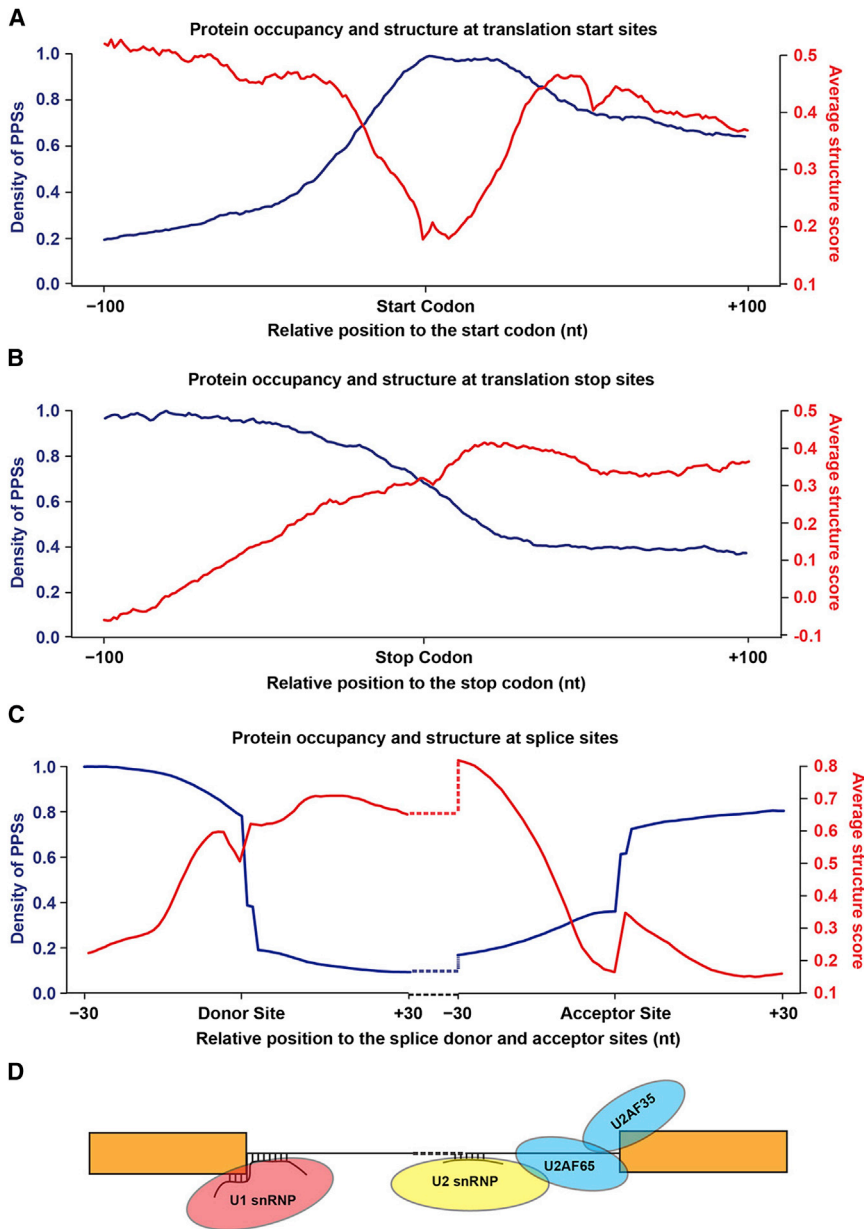 A
Protein occupancy and structure at translation start sites
Density of PPSs
1.0
0.8
0.6
0.4
0.2
0.0
Average structure score
0.5
0.4
0.3
0.2
0.1
−100
Start Codon
+100
Relative position to the start codon (nt)
B
Protein occupancy and structure at translation stop sites
Density of PPSs
1.0
0.8
0.6
0.4
0.2
0.0
Average structure score
0.5
0.4
0.3
0.2
0.1
0.0
-0.1
−100
Stop Codon
+100
Relative position to the stop codon (nt)
C
Protein occupancy and structure at splice sites
Density of PPSs
1.0
0.8
0.6
0.4
0.2
0.0
Average structure score
0.8
0.7
0.6
0.5
0.4
0.3
0.2
0.1
−30
Donor Site
+30
−30
Acceptor Site
+30
Relative position to the splice donor and acceptor sites (nt)
D
U1 snRNP
U2 snRNP
U2AF65
U2AF35